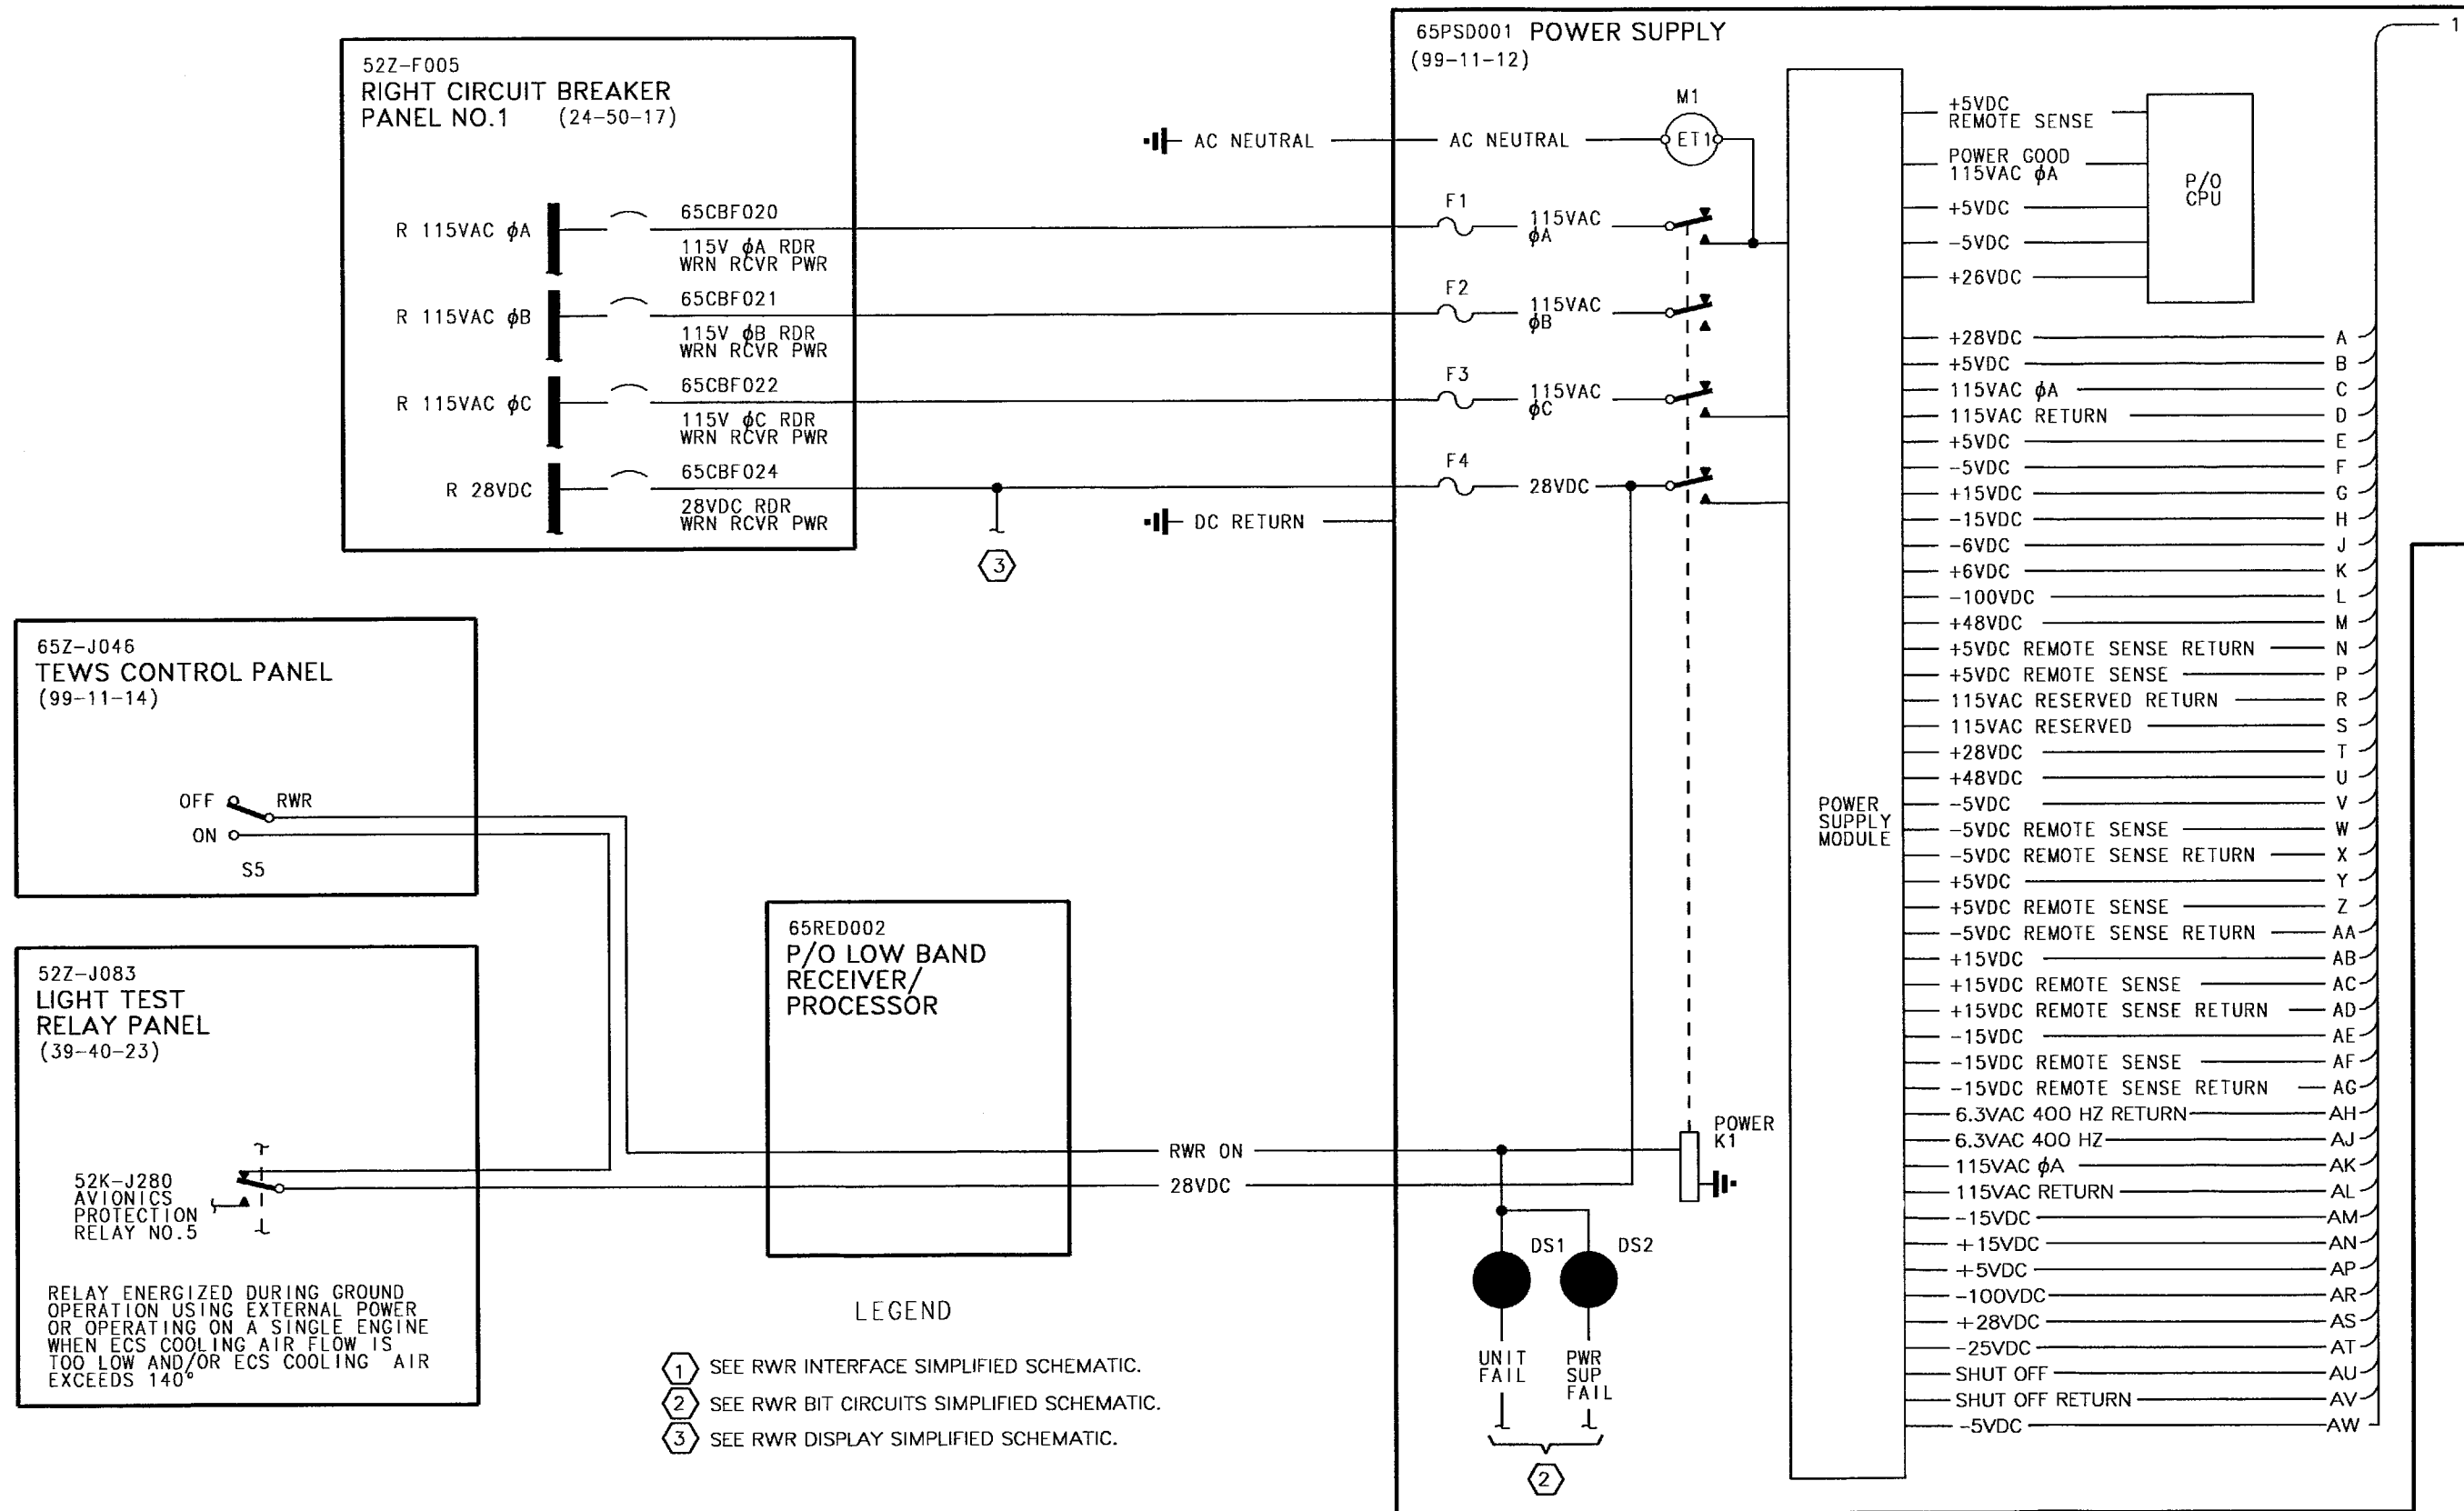 52Z-F005
RIGHT CIRCUIT BREAKER
PANEL NO.1 (24-50-17)
R 115VAC ϕA
65CBF020
115V ϕA RDR
WRN RCVR PWR
R 115VAC ϕB
65CBF021
115V ϕB RDR
WRN RCVR PWR
R 115VAC ϕC
65CBF022
115V ϕC RDR
WRN RCVR PWR
R 28VDC
65CBF024
28VDC RDR
WRN RCVR PWR
3
AC NEUTRAL
DC RETURN
65Z-J046
TEWS CONTROL PANEL
(99-11-14)
OFF RWR
ON
S5
52Z-J083
LIGHT TEST
RELAY PANEL
(39-40-23)
52K-J280
AVIONICS
PROTECTION
RELAY NO.5
RELAY ENERGIZED DURING GROUND
OPERATION USING EXTERNAL POWER
OR OPERATING ON A SINGLE ENGINE
WHEN ECS COOLING AIR FLOW IS
TOO LOW AND/OR ECS COOLING AIR
EXCEEDS 140°
65RED002
P/O LOW BAND
RECEIVER/
PROCESSOR
RWR ON
28VDC
LEGEND
1 SEE RWR INTERFACE SIMPLIFIED SCHEMATIC.
2 SEE RWR BIT CIRCUITS SIMPLIFIED SCHEMATIC.
3 SEE RWR DISPLAY SIMPLIFIED SCHEMATIC.
65PSD001 POWER SUPPLY
(99-11-12)
AC NEUTRAL
M1
ET1
F1
115VAC
ϕA
F2
115VAC
ϕB
F3
115VAC
ϕC
F4
28VDC
POWER
K1
DS1
DS2
UNIT
FAIL
PWR
SUP
FAIL
2
POWER
SUPPLY
MODULE
+5VDC
REMOTE SENSE
POWER GOOD
115VAC ϕA
+5VDC
-5VDC
+26VDC
P/O
CPU
1
+28VDC A
+5VDC B
115VAC ϕA C
115VAC RETURN D
+5VDC E
-5VDC F
+15VDC G
-15VDC H
-6VDC J
+6VDC K
-100VDC L
+48VDC M
+5VDC REMOTE SENSE RETURN N
+5VDC REMOTE SENSE P
115VAC RESERVED RETURN R
115VAC RESERVED S
+28VDC T
+48VDC U
-5VDC V
-5VDC REMOTE SENSE W
-5VDC REMOTE SENSE RETURN X
+5VDC Y
+5VDC REMOTE SENSE Z
-5VDC REMOTE SENSE RETURN AA
+15VDC AB
+15VDC REMOTE SENSE AC
+15VDC REMOTE SENSE RETURN AD
-15VDC AE
-15VDC REMOTE SENSE AF
-15VDC REMOTE SENSE RETURN AG
6.3VAC 400 HZ RETURN AH
6.3VAC 400 HZ AJ
115VAC ϕA AK
115VAC RETURN AL
-15VDC AM
+15VDC AN
+5VDC AP
-100VDC AR
+28VDC AS
-25VDC AT
SHUT OFF AU
SHUT OFF RETURN AV
-5VDC AW